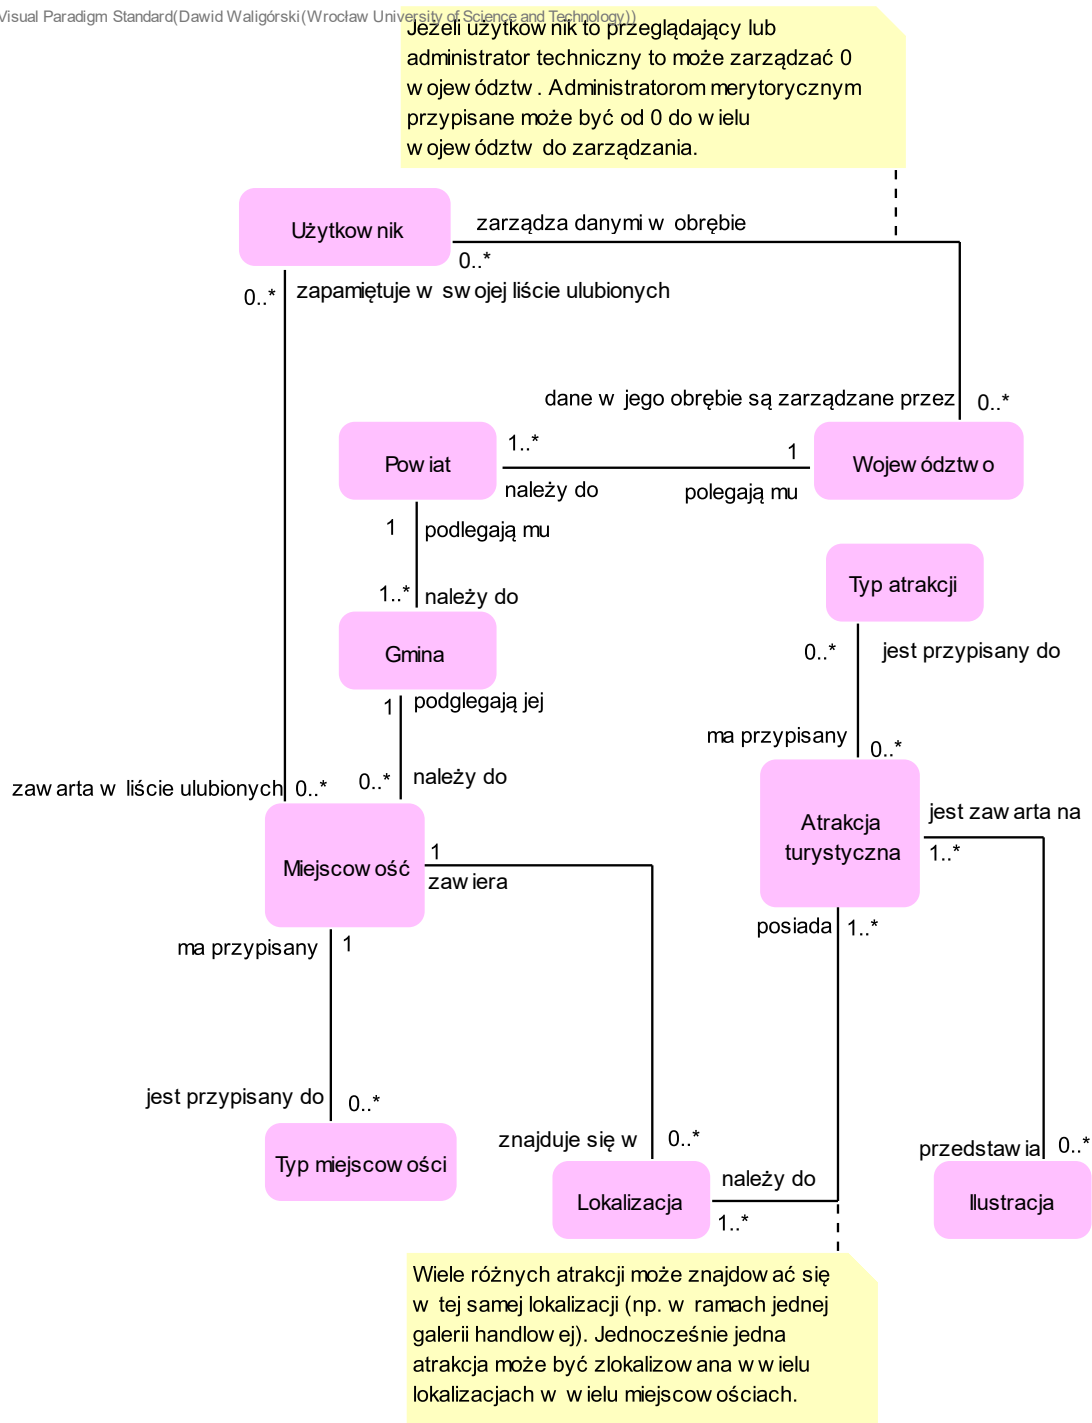 Visual Paradigm Standard(Dawid Waligórski(Wrocław University of Science and Technology))
Jeżeli użytkownik to przeglądający lub
administrator techniczny to może zarządzać 0
województw. Administratorom merytorycznym
przypisane może być od 0 do wielu
województw do zarządzania.
Użytkownik
zarządza danymi w obrębie
0..*
0..*
zapamiętuje w swojej liście ulubionych
dane w jego obrębie są zarządzane przez
0..*
Powiat
1..*
1
należy do
polegają mu
Województwo
1
podlegają mu
1..*
należy do
Typ atrakcji
Gmina
0..*
jest przypisany do
1
podglegają jej
ma przypisany
0..*
zawarta w liście ulubionych
0..*
0..*
należy do
Atrakcja
turystyczna
jest zawarta na
1..*
Miejscowość
1
zawiera
posiada
1..*
ma przypisany
1
jest przypisany do
0..*
Typ miejscowości
znajduje się w
0..*
przedstawia
0..*
Lokalizacja
należy do
1..*
Ilustracja
Wiele różnych atrakcji może znajdować się
w tej samej lokalizacji (np. w ramach jednej
galerii handlowej). Jednocześnie jedna
atrakcja może być zlokalizowana w wielu
lokalizacjach w wielu miejscowościach.